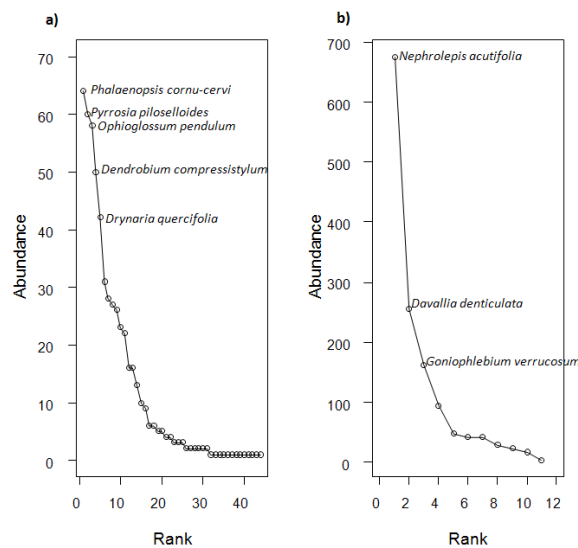 a)
70
60
50
40
30
20
10
0
Abundance
Phalaenopsis cornu-cervi
Pyrrosia piloselloides
Ophioglossum pendulum
Dendrobium compressistylum
Drynaria quercifolia
0 10 20 30 40
Rank
b)
700
600
500
400
300
200
100
0
Abundance
Nephrolepis acutifolia
Davallia denticulata
Goniophlebium verrucosum
0 2 4 6 8 10 12
Rank